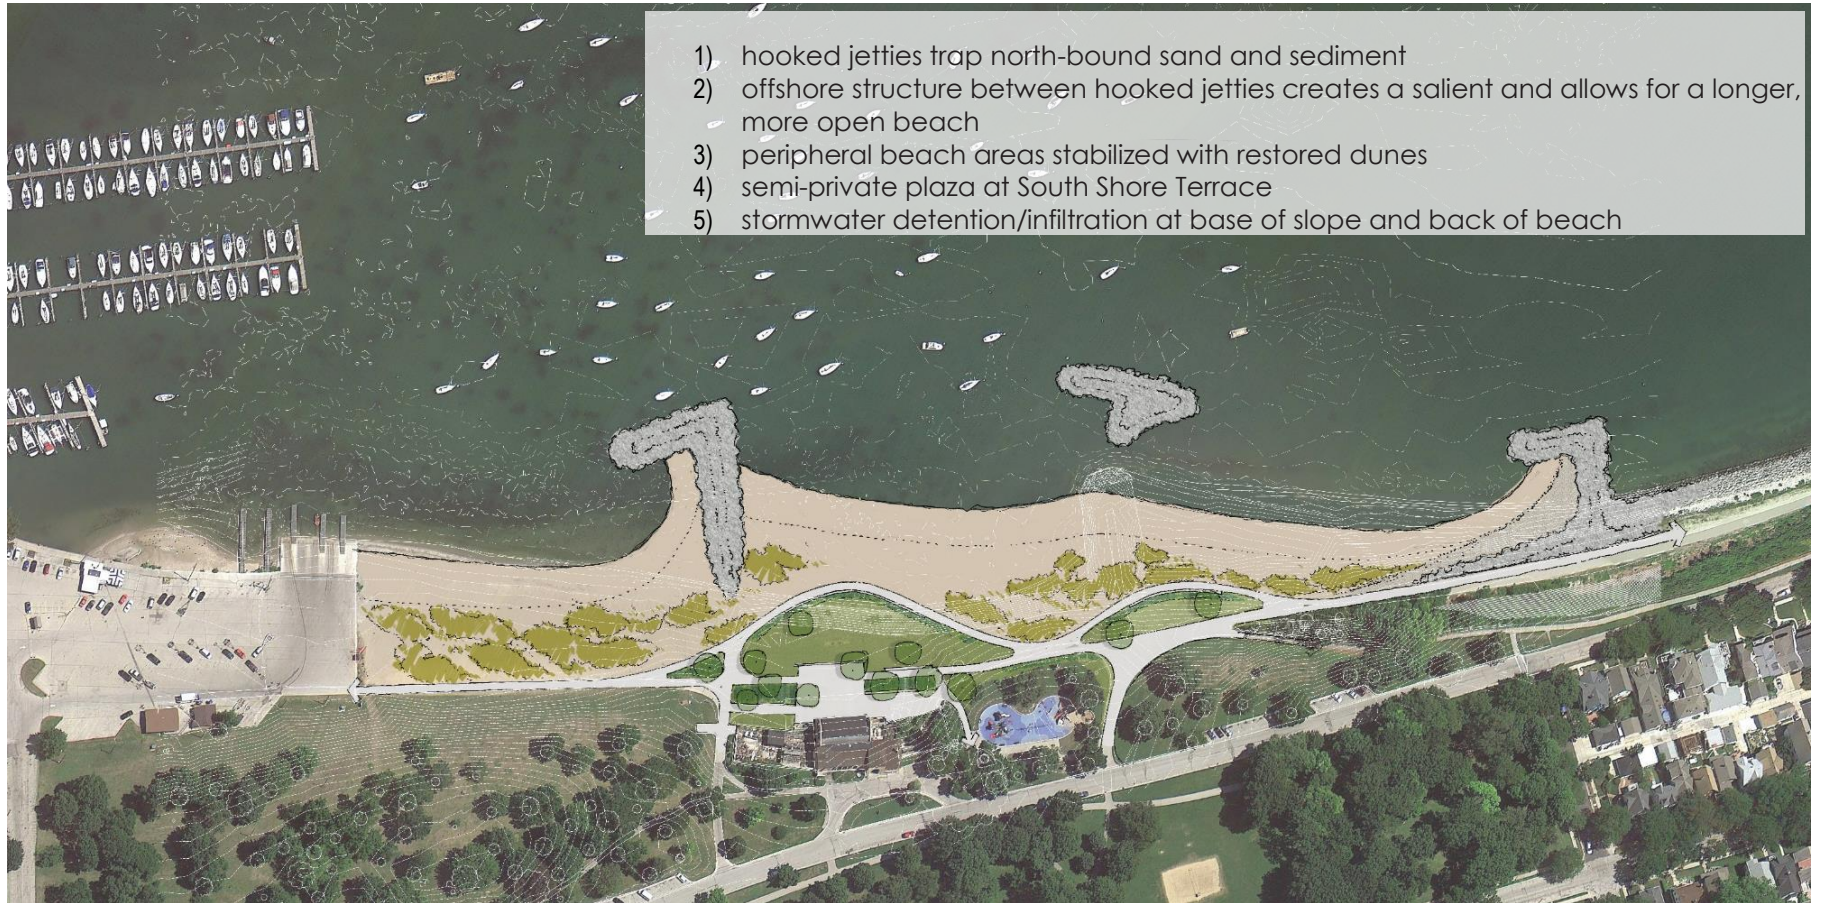 1) hooked jetties trap north-bound sand and sediment
2) offshore structure between hooked jetties creates a salient and allows for a longer,
more open beach
3) peripheral beach areas stabilized with restored dunes
4) semi-private plaza at South Shore Terrace
5) stormwater detention/infiltration at base of slope and back of beach